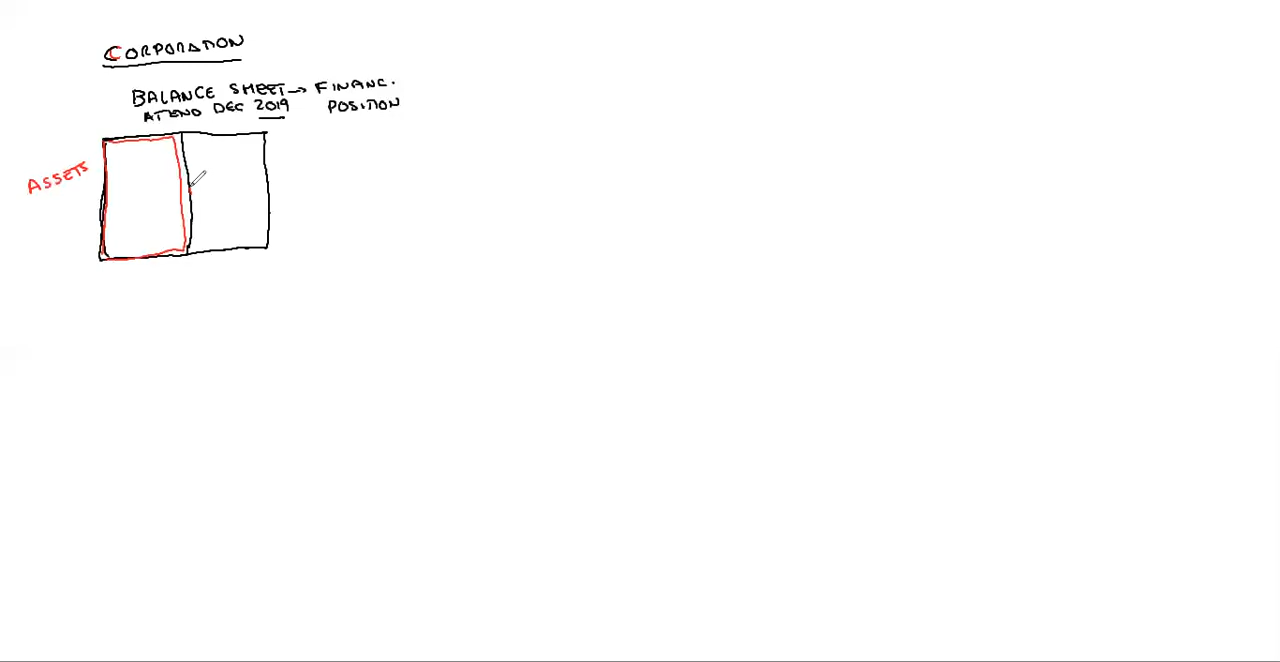 CORPORATION
BALANCE SHEET → FINANC.
AT END DEC 2019 POSITION
ASSETS